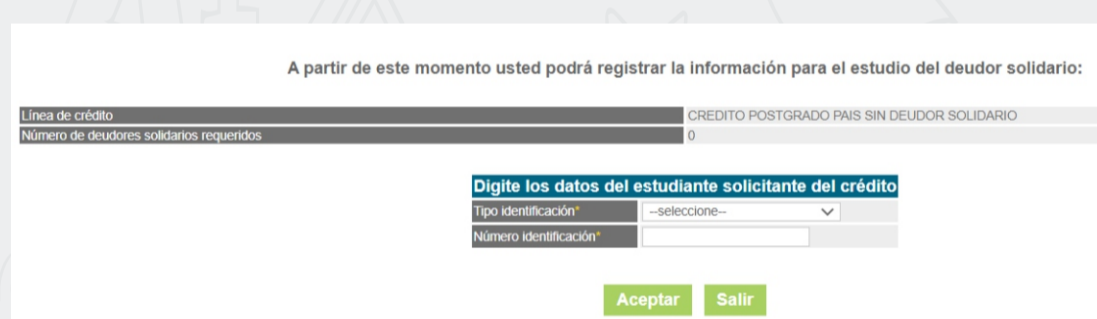 A partir de este momento usted podrá registrar la información para el estudio del deudor solidario:
Línea de crédito CREDITO POSTGRADO PAIS SIN DEUDOR SOLIDARIO
Número de deudores solidarios requeridos 0
Digite los datos del estudiante solicitante del crédito
Tipo identificación* --seleccione--
Número identificación*
Aceptar Salir